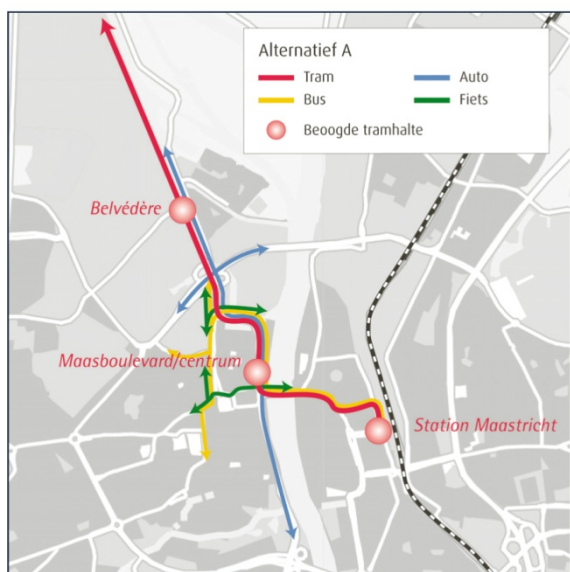 Alternatief A
Tram
Auto
Bus
Fiets
Beoogde tramhalte
Belvédère
Maasboulevard/centrum
Station Maastricht